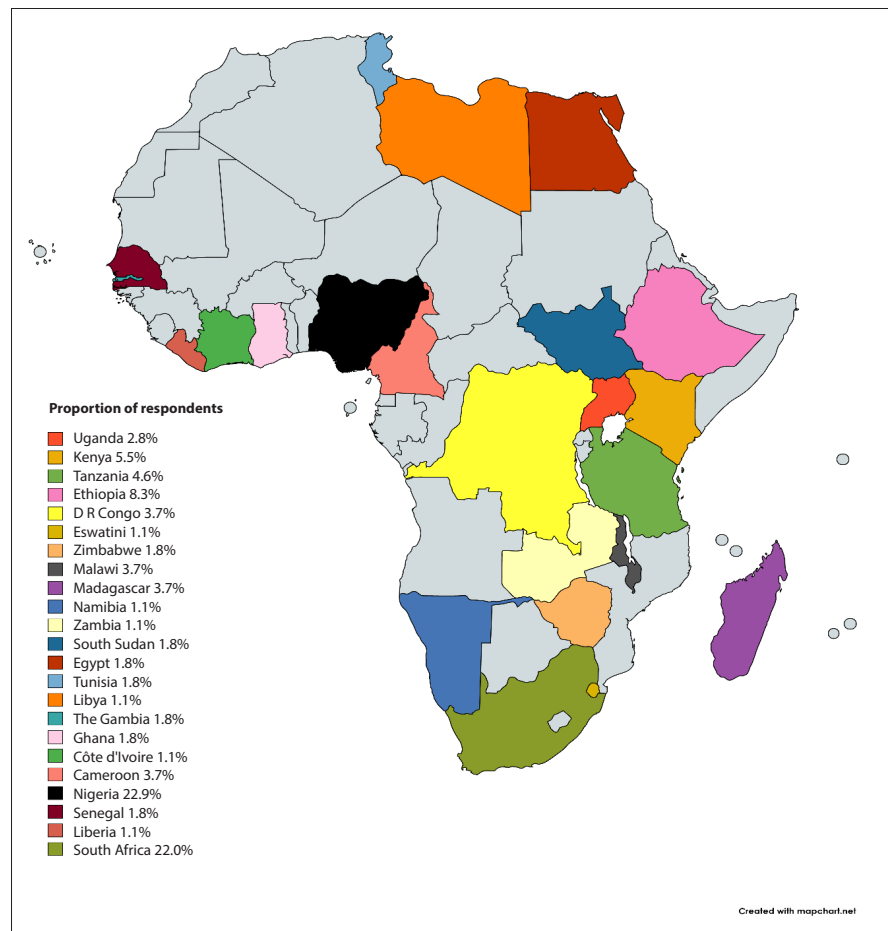 Proportion of respondents
Uganda 2.8%
Kenya 5.5%
Tanzania 4.6%
Ethiopia 8.3%
D R Congo 3.7%
Eswatini 1.1%
Zimbabwe 1.8%
Malawi 3.7%
Madagascar 3.7%
Namibia 1.1%
Zambia 1.1%
South Sudan 1.8%
Egypt 1.8%
Tunisia 1.8%
Libya 1.1%
The Gambia 1.8%
Ghana 1.8%
Côte d'Ivoire 1.1%
Cameroon 3.7%
Nigeria 22.9%
Senegal 1.8%
Liberia 1.1%
South Africa 22.0%
Created with mapchart.net